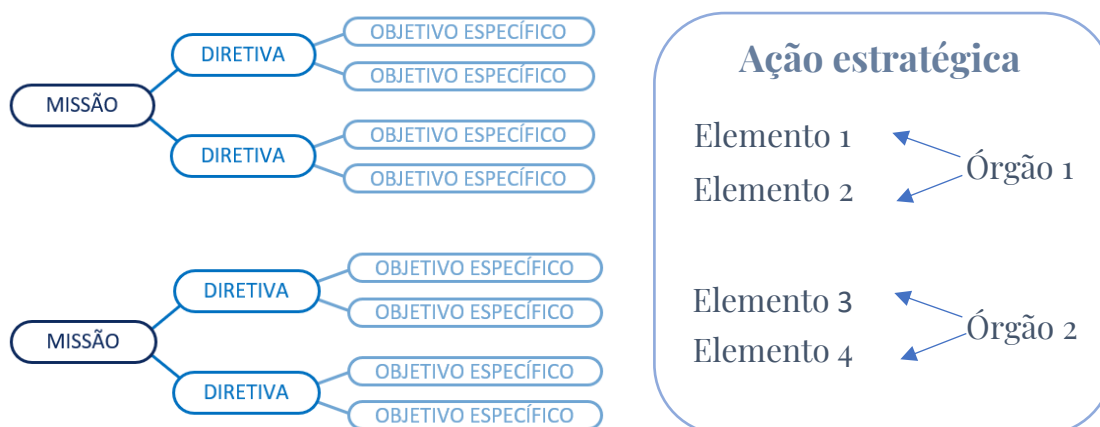 MISSÃO
DIRETIVA
OBJETIVO ESPECÍFICO
OBJETIVO ESPECÍFICO
DIRETIVA
OBJETIVO ESPECÍFICO
OBJETIVO ESPECÍFICO
MISSÃO
DIRETIVA
OBJETIVO ESPECÍFICO
OBJETIVO ESPECÍFICO
DIRETIVA
OBJETIVO ESPECÍFICO
OBJETIVO ESPECÍFICO
Ação estratégica
Elemento 1
Elemento 2
Órgão 1
Elemento 3
Elemento 4
Órgão 2